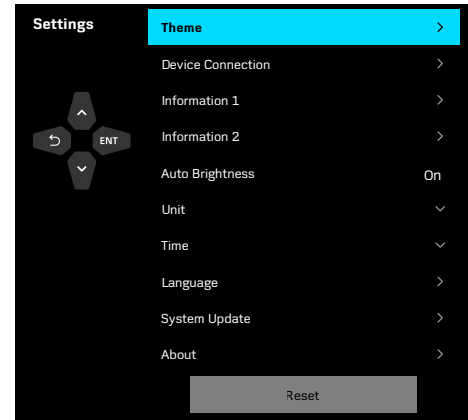 Settings
Theme
Device Connection
Information 1
Information 2
ENT
Auto Brightness On
Unit
Time
Language
System Update
About
Reset